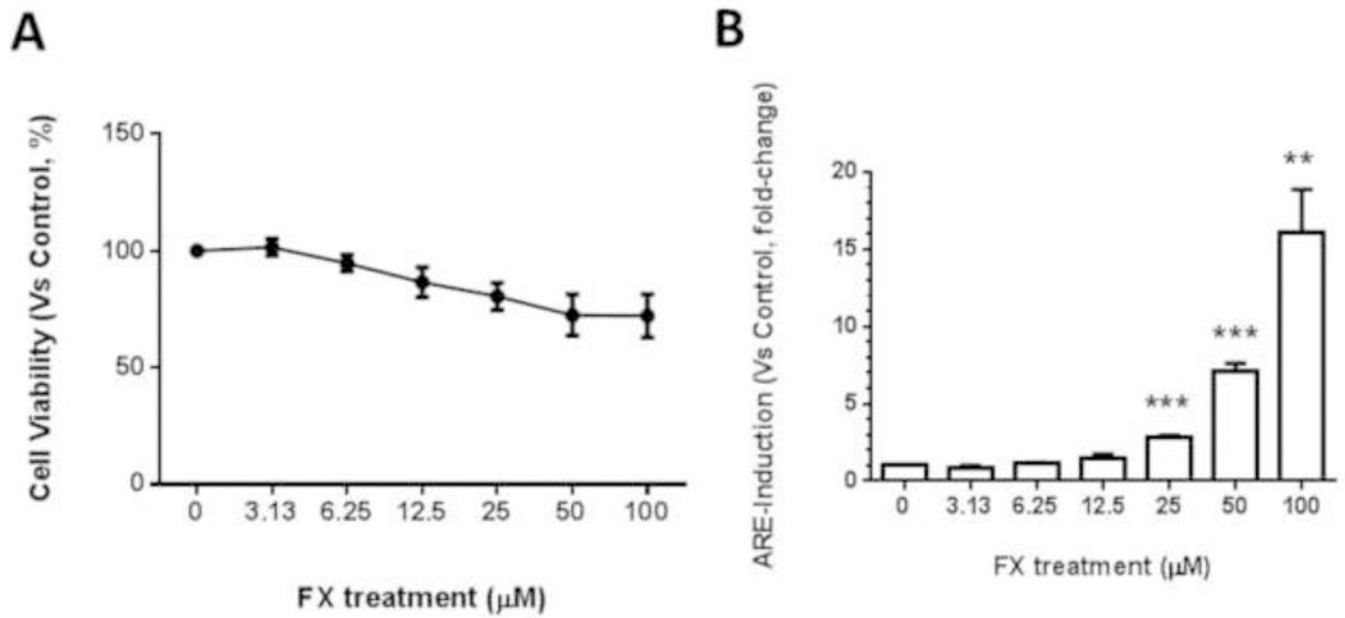 A
Cell Viability (Vs Control, %)
150
100
50
0
0 3.13 6.25 12.5 25 50 100
FX treatment (μM)
B
ARE-Induction (Vs Control, fold-change)
20
15
10
5
0
***
***
**
0 3.13 6.25 12.5 25 50 100
FX treatment (μM)